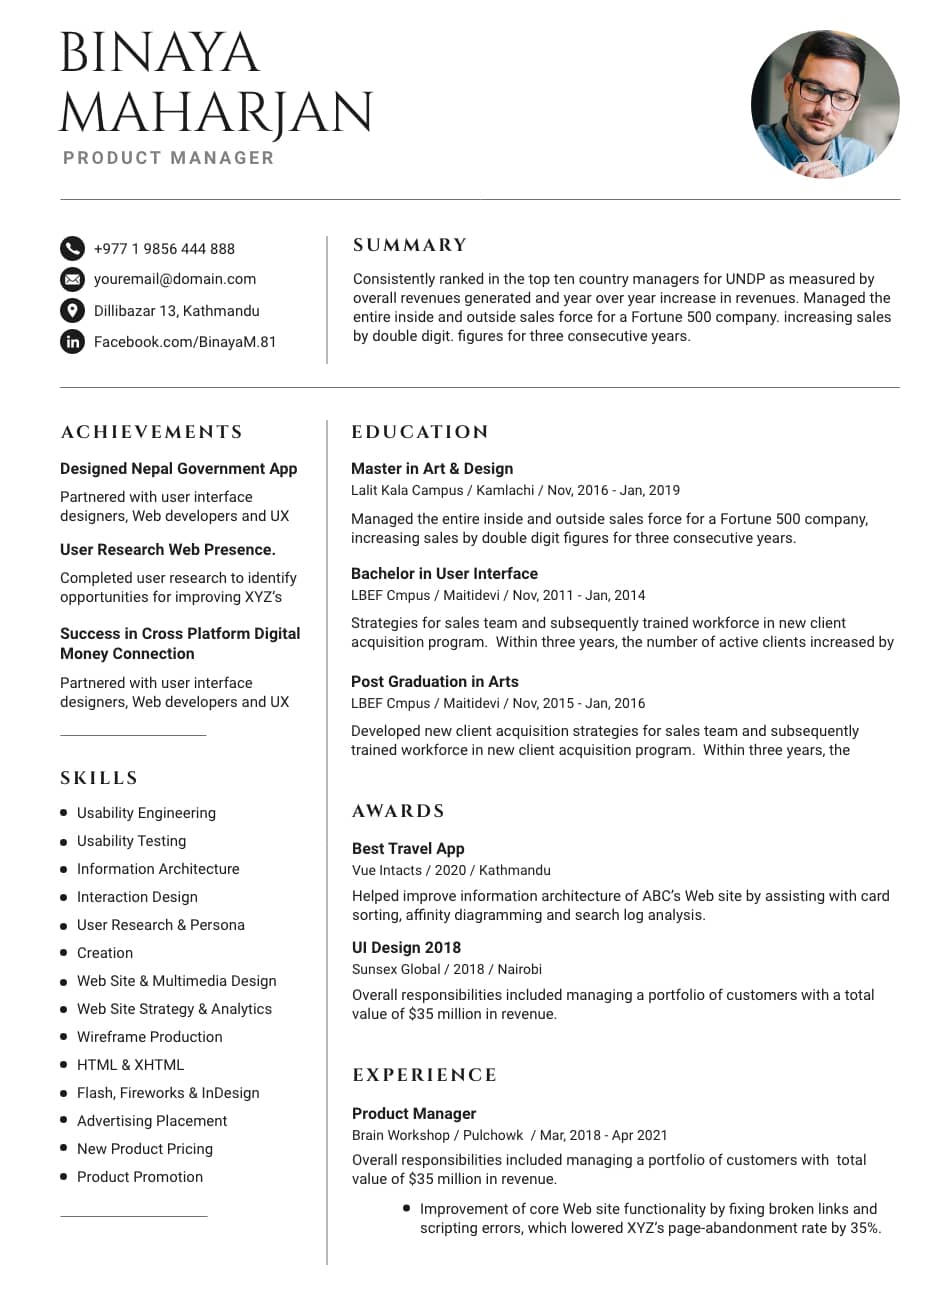 BINAYA
MAHARJAN
PRODUCT MANAGER
+977 1 9856 444 888
youremail@domain.com
Dillibazar 13, Kathmandu
in Facebook.com/BinayaM.81
SUMMARY
Consistently ranked in the top ten country managers for UNDP as measured by
overall revenues generated and year over year increase in revenues. Managed the
entire inside and outside sales force for a Fortune 500 company. increasing sales
by double digit. figures for three consecutive years.
ACHIEVEMENTS
Designed Nepal Government App
Partnered with user interface
designers, Web developers and UX
User Research Web Presence.
Completed user research to identify
opportunities for improving XYZ's
Success in Cross Platform Digital
Money Connection
Partnered with user interface
designers, Web developers and UX
SKILLS
• Usability Engineering
• Usability Testing
• Information Architecture
• Interaction Design
• User Research & Persona
• Creation
• Web Site & Multimedia Design
• Web Site Strategy & Analytics
• Wireframe Production
• HTML & XHTML
• Flash, Fireworks & InDesign
• Advertising Placement
• New Product Pricing
• Product Promotion
EDUCATION
Master in Art & Design
Lalit Kala Campus / Kamlachi / Nov, 2016 - Jan, 2019
Managed the entire inside and outside sales force for a Fortune 500 company,
increasing sales by double digit figures for three consecutive years.
Bachelor in User Interface
LBEF Cmpus / Maitidevi / Nov, 2011 - Jan, 2014
Strategies for sales team and subsequently trained workforce in new client
acquisition program.  Within three years, the number of active clients increased by
Post Graduation in Arts
LBEF Cmpus / Maitidevi / Nov, 2015 - Jan, 2016
Developed new client acquisition strategies for sales team and subsequently
trained workforce in new client acquisition program.  Within three years, the
AWARDS
Best Travel App
Vue Intacts / 2020 / Kathmandu
Helped improve information architecture of ABC's Web site by assisting with card
sorting, affinity diagramming and search log analysis.
UI Design 2018
Sunsex Global / 2018 / Nairobi
Overall responsibilities included managing a portfolio of customers with a total
value of $35 million in revenue.
EXPERIENCE
Product Manager
Brain Workshop / Pulchowk  / Mar, 2018 - Apr 2021
Overall responsibilities included managing a portfolio of customers with  total
value of $35 million in revenue.
• Improvement of core Web site functionality by fixing broken links and
scripting errors, which lowered XYZ's page-abandonment rate by 35%.